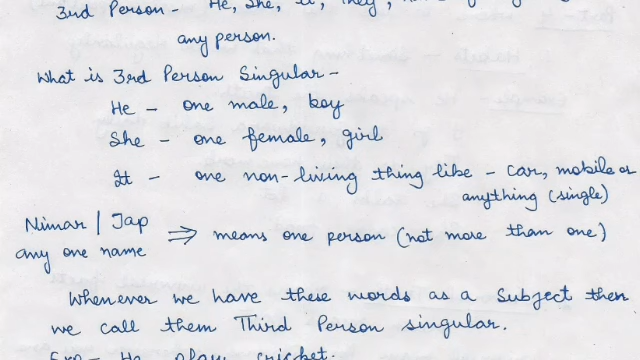 3rd Person - He, She, It, They,
any person.
What is 3rd Person Singular -
He - one male, boy
She - one female, girl
It - one non-living thing like - car, mobile or
anything (single)
Nimar | Jap ⇒ means one person (not more than one)
any one name
Whenever we have these words as a Subject then
we call them Third Person singular.
He play cricket.